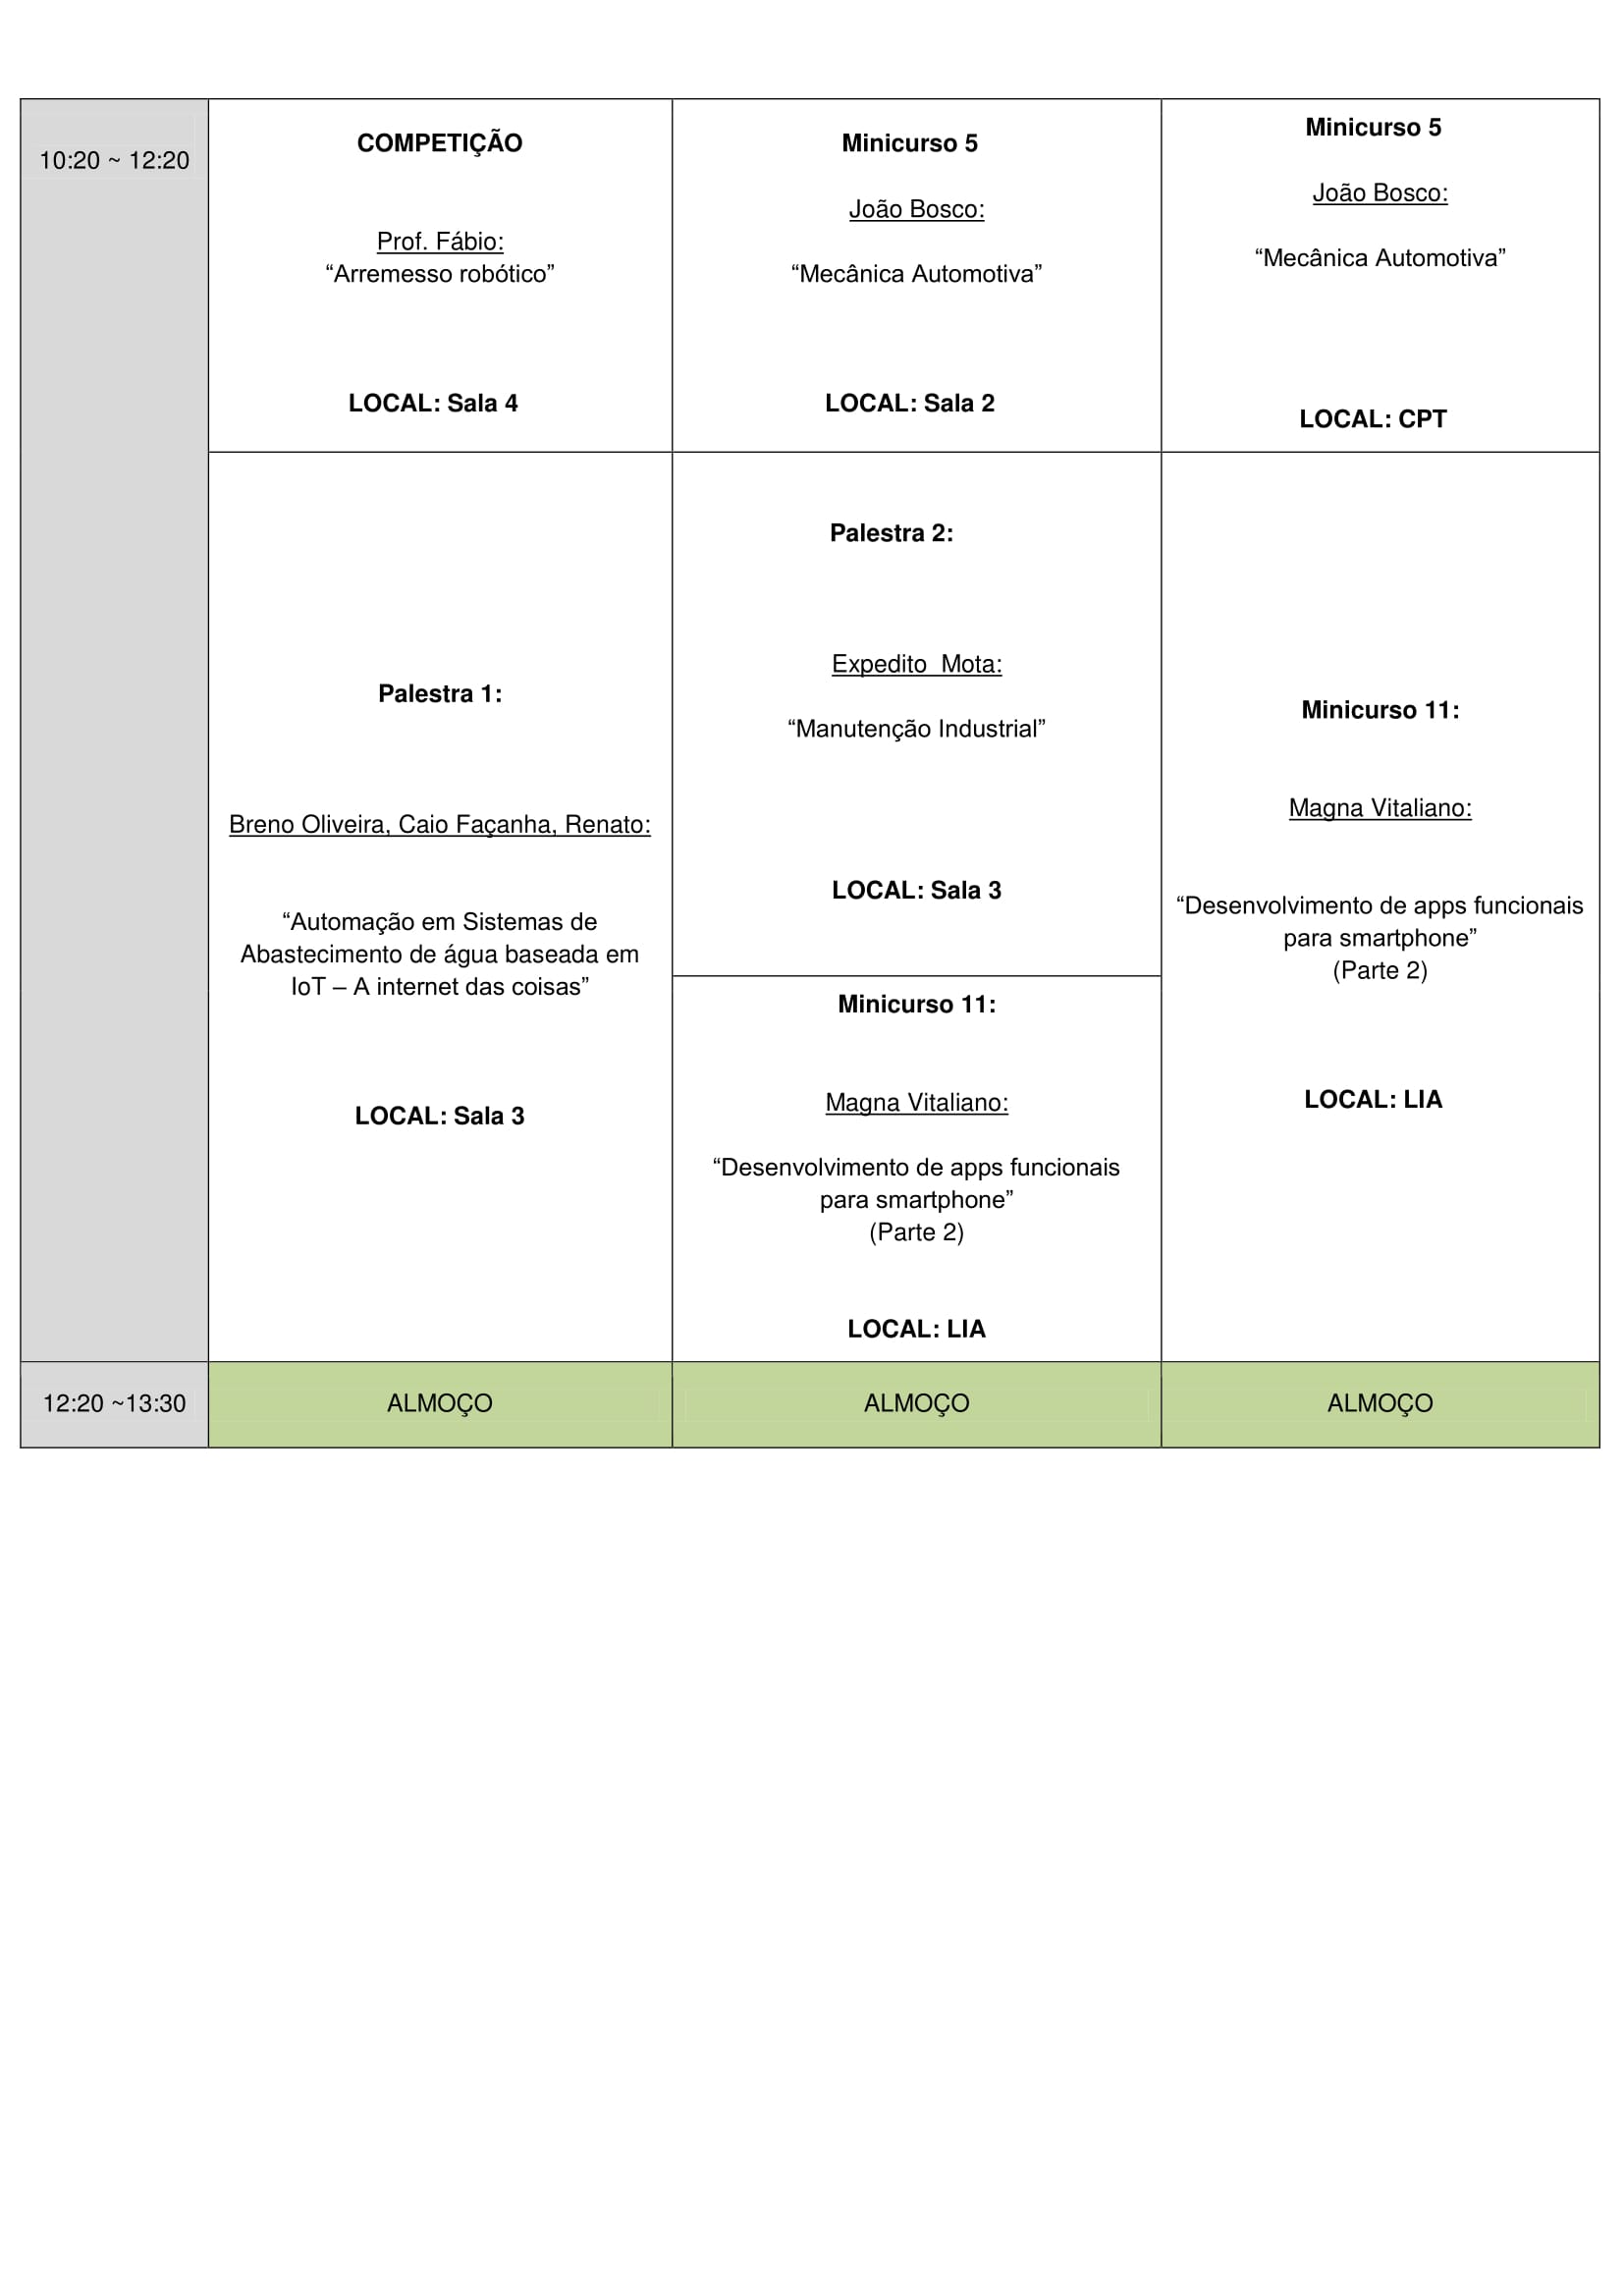 10:20 ~ 12:20
COMPETIÇÃO
Prof. Fábio:
“Arremesso robótico”
LOCAL: Sala 4
Minicurso 5
João Bosco:
“Mecânica Automotiva”
LOCAL: Sala 2
Minicurso 5
João Bosco:
“Mecânica Automotiva”
LOCAL: CPT
Palestra 1:
Breno Oliveira, Caio Façanha, Renato:
“Automação em Sistemas de
Abastecimento de água baseada em
IoT – A internet das coisas”
LOCAL: Sala 3
Palestra 2:
Expedito  Mota:
“Manutenção Industrial”
LOCAL: Sala 3
Minicurso 11:
Magna Vitaliano:
“Desenvolvimento de apps funcionais
para smartphone”
(Parte 2)
LOCAL: LIA
Minicurso 11:
Magna Vitaliano:
“Desenvolvimento de apps funcionais
para smartphone”
(Parte 2)
LOCAL: LIA
12:20 ~13:30
ALMOÇO
ALMOÇO
ALMOÇO